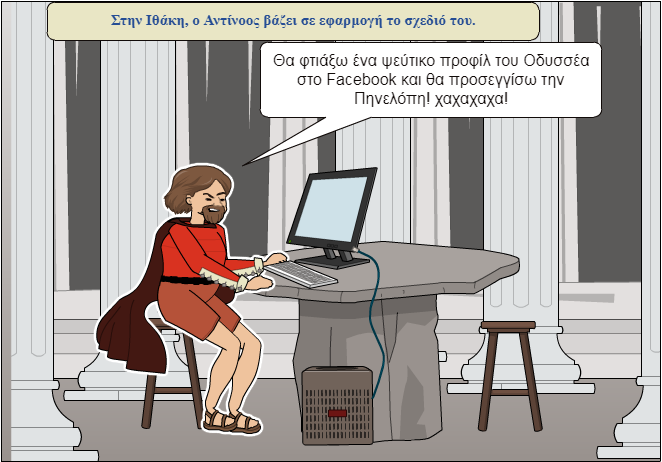 Στην Ιθάκη, ο Αντίνοος βάζει σε εφαρμογή το σχεδιό του.
Θα φτιάξω ένα ψεύτικο προφίλ του Οδυσσέα
στο Facebook και θα προσεγγίσω την
Πηνελόπη! χαχαχαχα!